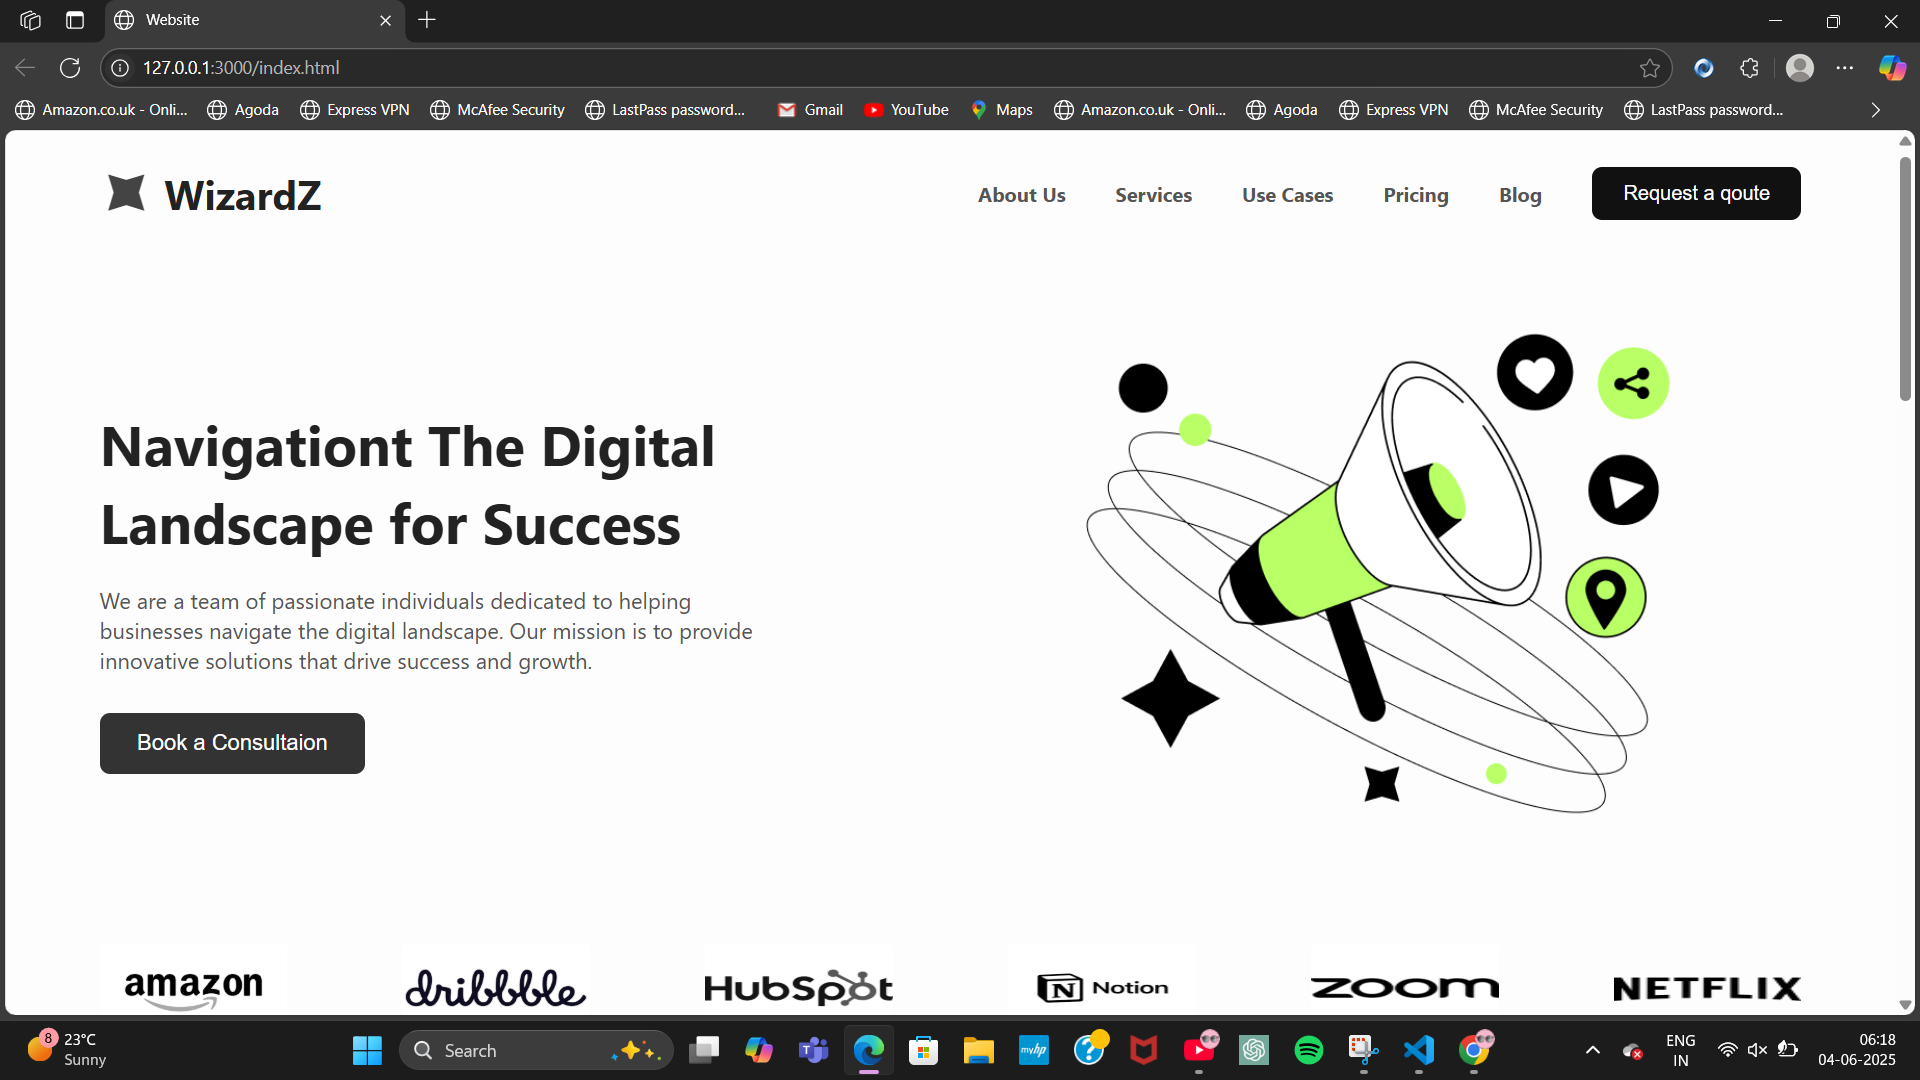 Website
127.0.0.1:3000/index.html
Amazon.co.uk - Onli... Agoda Express VPN McAfee Security LastPass password... Gmail YouTube Maps Amazon.co.uk - Onli... Agoda Express VPN McAfee Security LastPass password...
WizardZ About Us Services Use Cases Pricing Blog Request a qoute
Navigationt The Digital
Landscape for Success
We are a team of passionate individuals dedicated to helping
businesses navigate the digital landscape. Our mission is to provide
innovative solutions that drive success and growth.
Book a Consultaion
amazon dribbble HubSpot Notion zoom NETFLIX
8 23°C
Sunny
Search
myhp
ENG
IN
06:18
04-06-2025